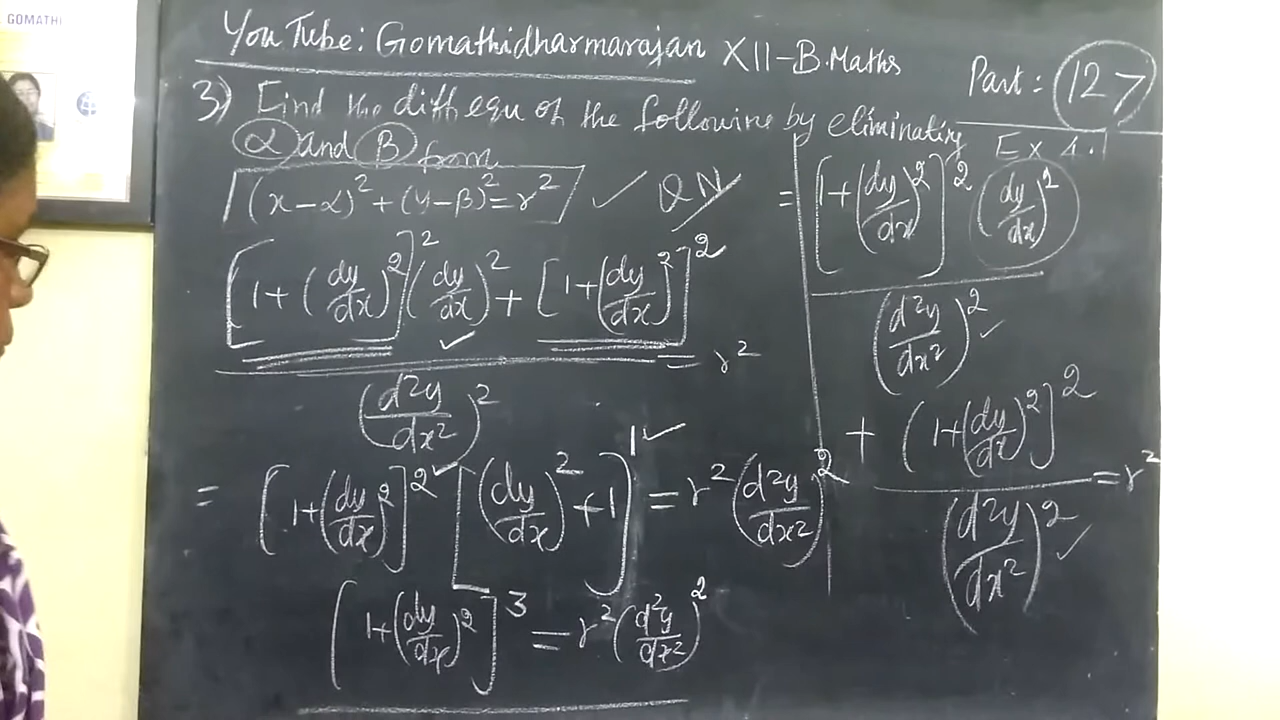 GOMATHI
YouTube: Gomathidharmarajan XII-B.Maths
Part: 127
3) Find the diff equ of the following by eliminating
Ex 4.1
α and β from
(x-α)²+(y-β)²=r² ✓ QN
[1+(dy/dx)²]²(dy/dx)²+[1+(dy/dx)²]²
/ (d²y/dx²)² = r²
= [1+(dy/dx)²]² [(dy/dx)²+1]¹ ✓ = r²(d²y/dx²)²
[1+(dy/dx)²]³ = r²(d²y/dx²)²
= [1+(dy/dx)²]² (dy/dx)²
/ (d²y/dx²)² ✓
+ (1+(dy/dx)²]²
/ (d²y/dx²)² ✓ = r²